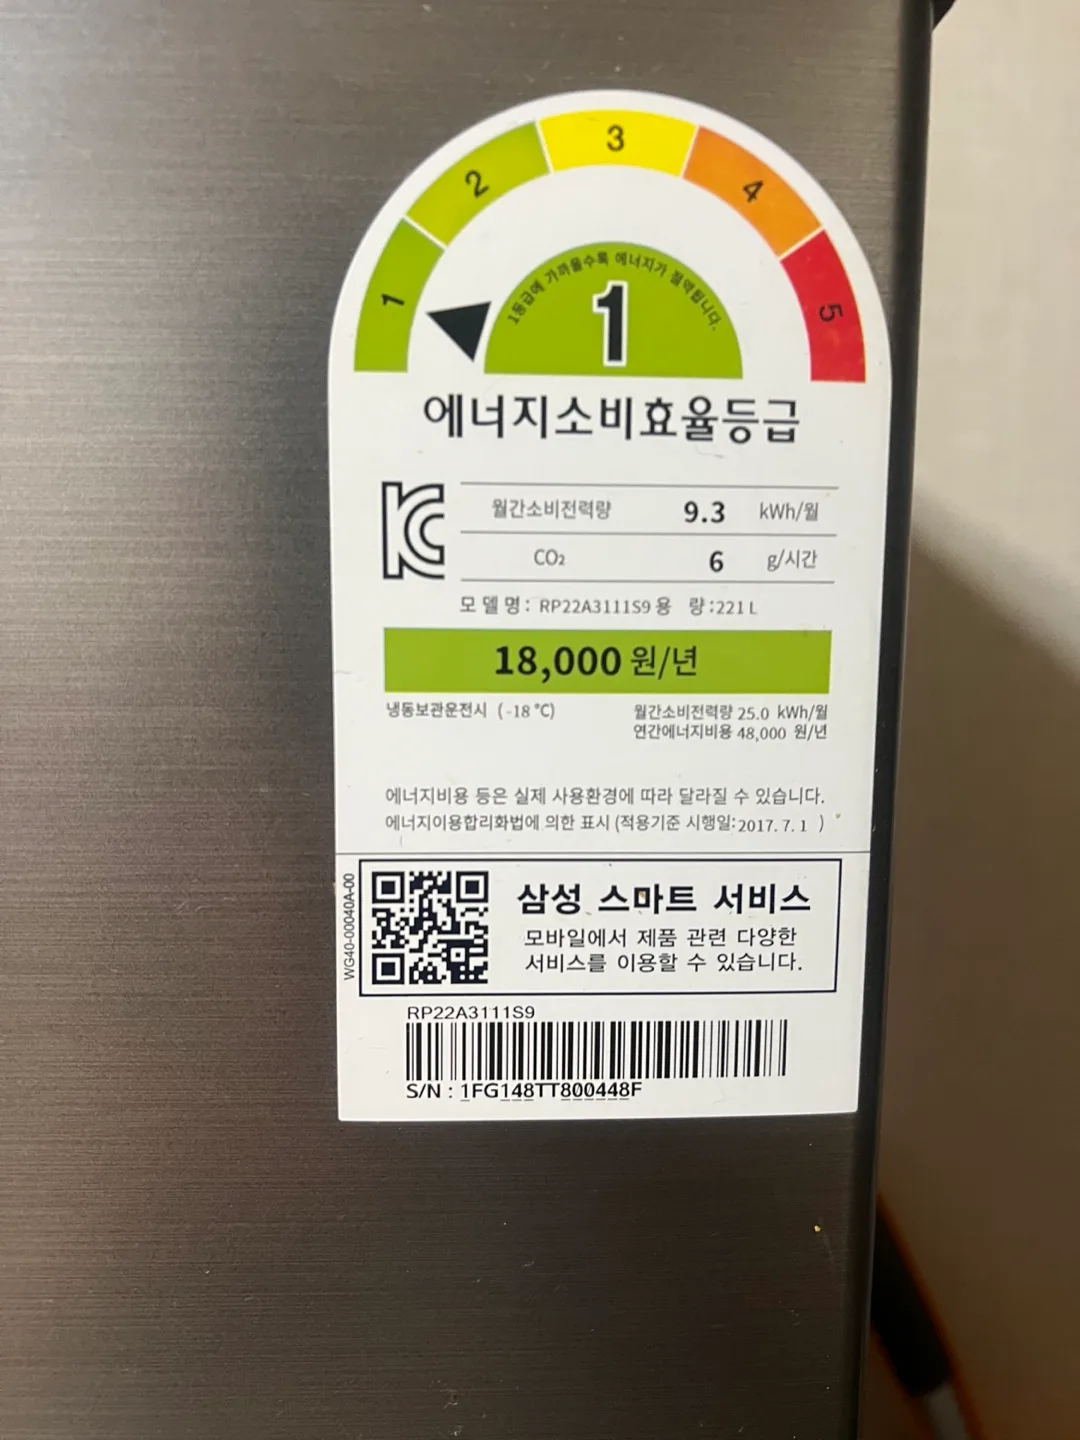 1 2 3 4 5
1등급에 가까울수록 에너지가 절약됩니다.
1
에너지소비효율등급
월간소비전력량 9.3 kWh/월
CO₂ 6 g/시간
모 델 명 : RP22A3111S9 용 량 : 221 L
18,000 원/년
냉동보관운전시 (-18 ℃) 월간소비전력량 25.0 kWh/월
연간에너지비용 48,000 원/년
에너지비용 등은 실제 사용환경에 따라 달라질 수 있습니다.
에너지이용합리화법에 의한 표시 (적용기준 시행일: 2017. 7. 1 )
WG40-00040A-00
삼성 스마트 서비스
모바일에서 제품 관련 다양한
서비스를 이용할 수 있습니다.
RP22A3111S9
S/N : 1FG148TT800448F